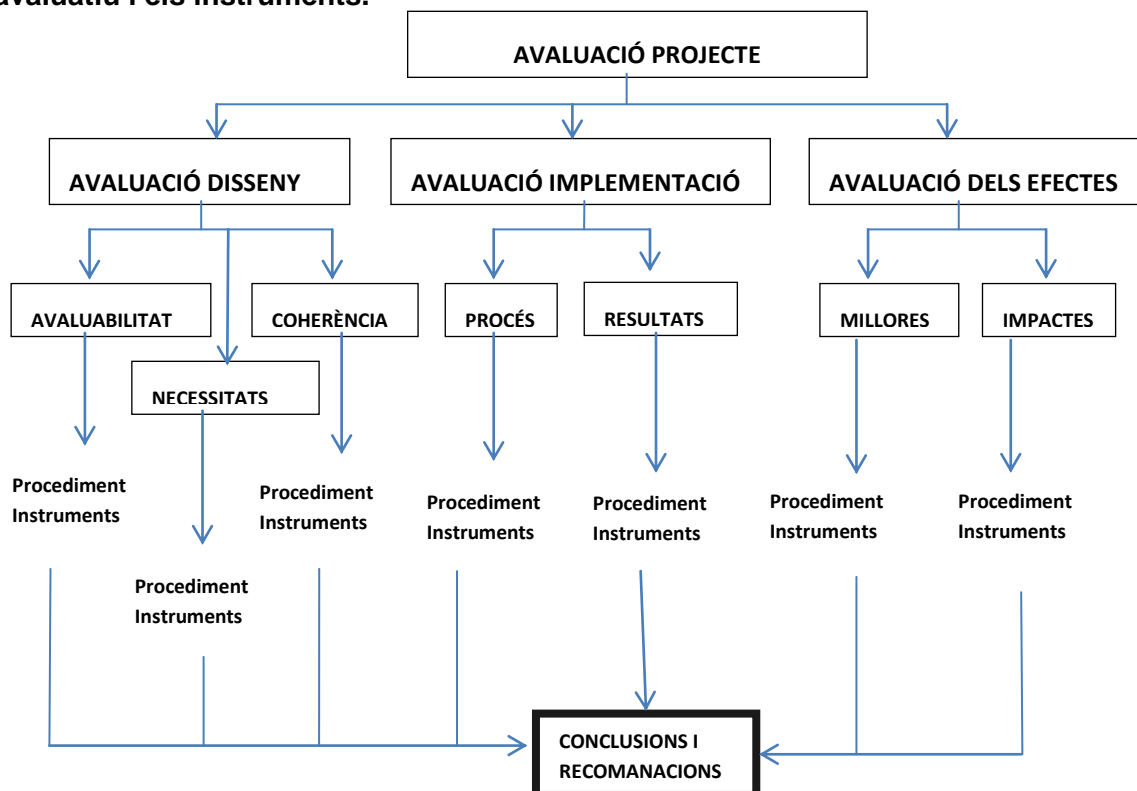 avaluatiu i els instruments.
AVALUACIÓ PROJECTE
AVALUACIÓ DISSENY
AVALUACIÓ IMPLEMENTACIÓ
AVALUACIÓ DELS EFECTES
AVALUABILITAT
COHERÈNCIA
PROCÉS
RESULTATS
MILLORES
IMPACTES
NECESSITATS
Procediment
Instruments
Procediment
Instruments
Procediment
Instruments
Procediment
Instruments
Procediment
Instruments
Procediment
Instruments
Procediment
Instruments
CONCLUSIONS I
RECOMANACIONS